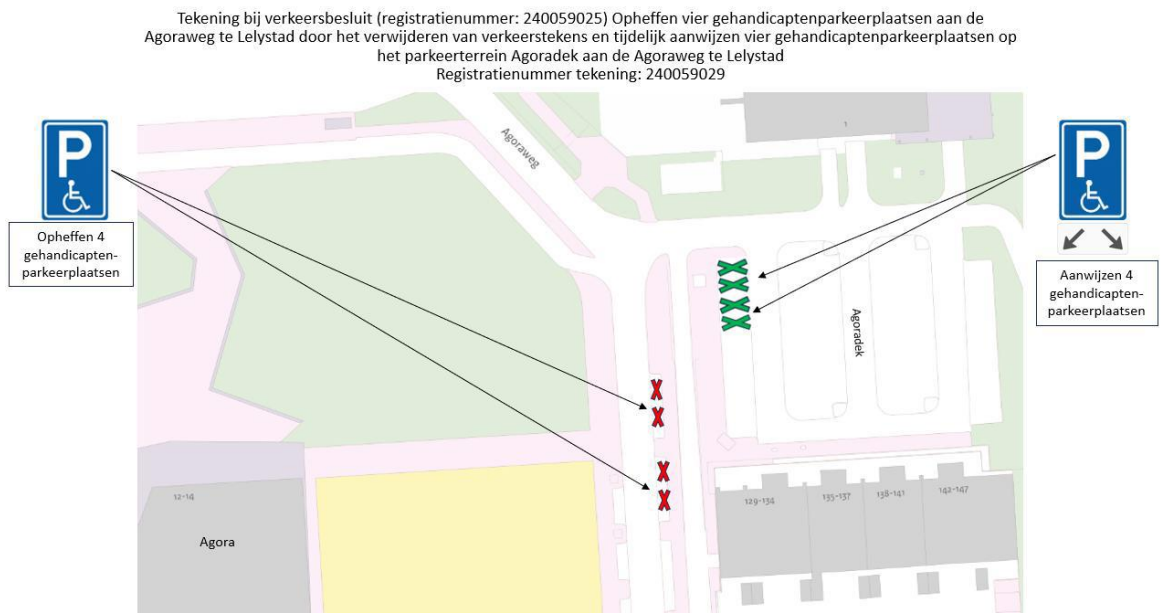 Tekening bij verkeersbesluit (registratienummer: 240059025) Opheffen vier gehandicaptenparkeerplaatsen aan de
Agoraweg te Lelystad door het verwijderen van verkeerstekens en tijdelijk aanwijzen vier gehandicaptenparkeerplaatsen op
het parkeerterrein Agoradek aan de Agoraweg te Lelystad
Registratienummer tekening: 240059029
P
Opheffen 4
gehandicapten-
parkeerplaatsen
Agoraweg
1
P
Aanwijzen 4
gehandicapten-
parkeerplaatsen
Agoradek
12-14
Agora
129-134
135-137
138-141
142-147